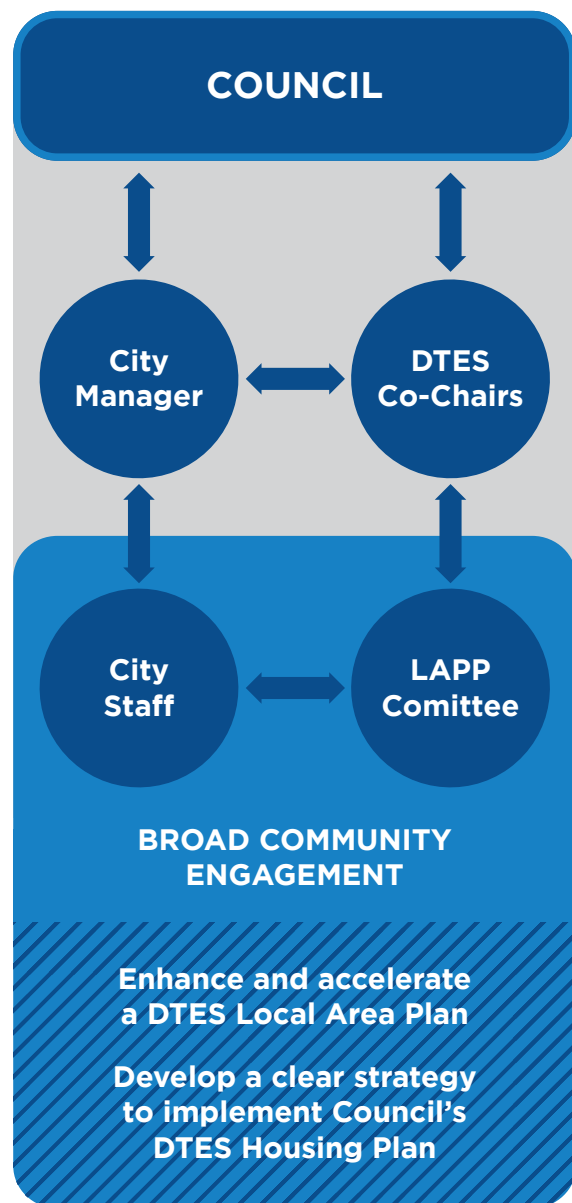 COUNCIL
City
Manager
DTES
Co-Chairs
City
Staff
LAPP
Comittee
BROAD COMMUNITY
ENGAGEMENT
Enhance and accelerate
a DTES Local Area Plan
Develop a clear strategy
to implement Council's
DTES Housing Plan